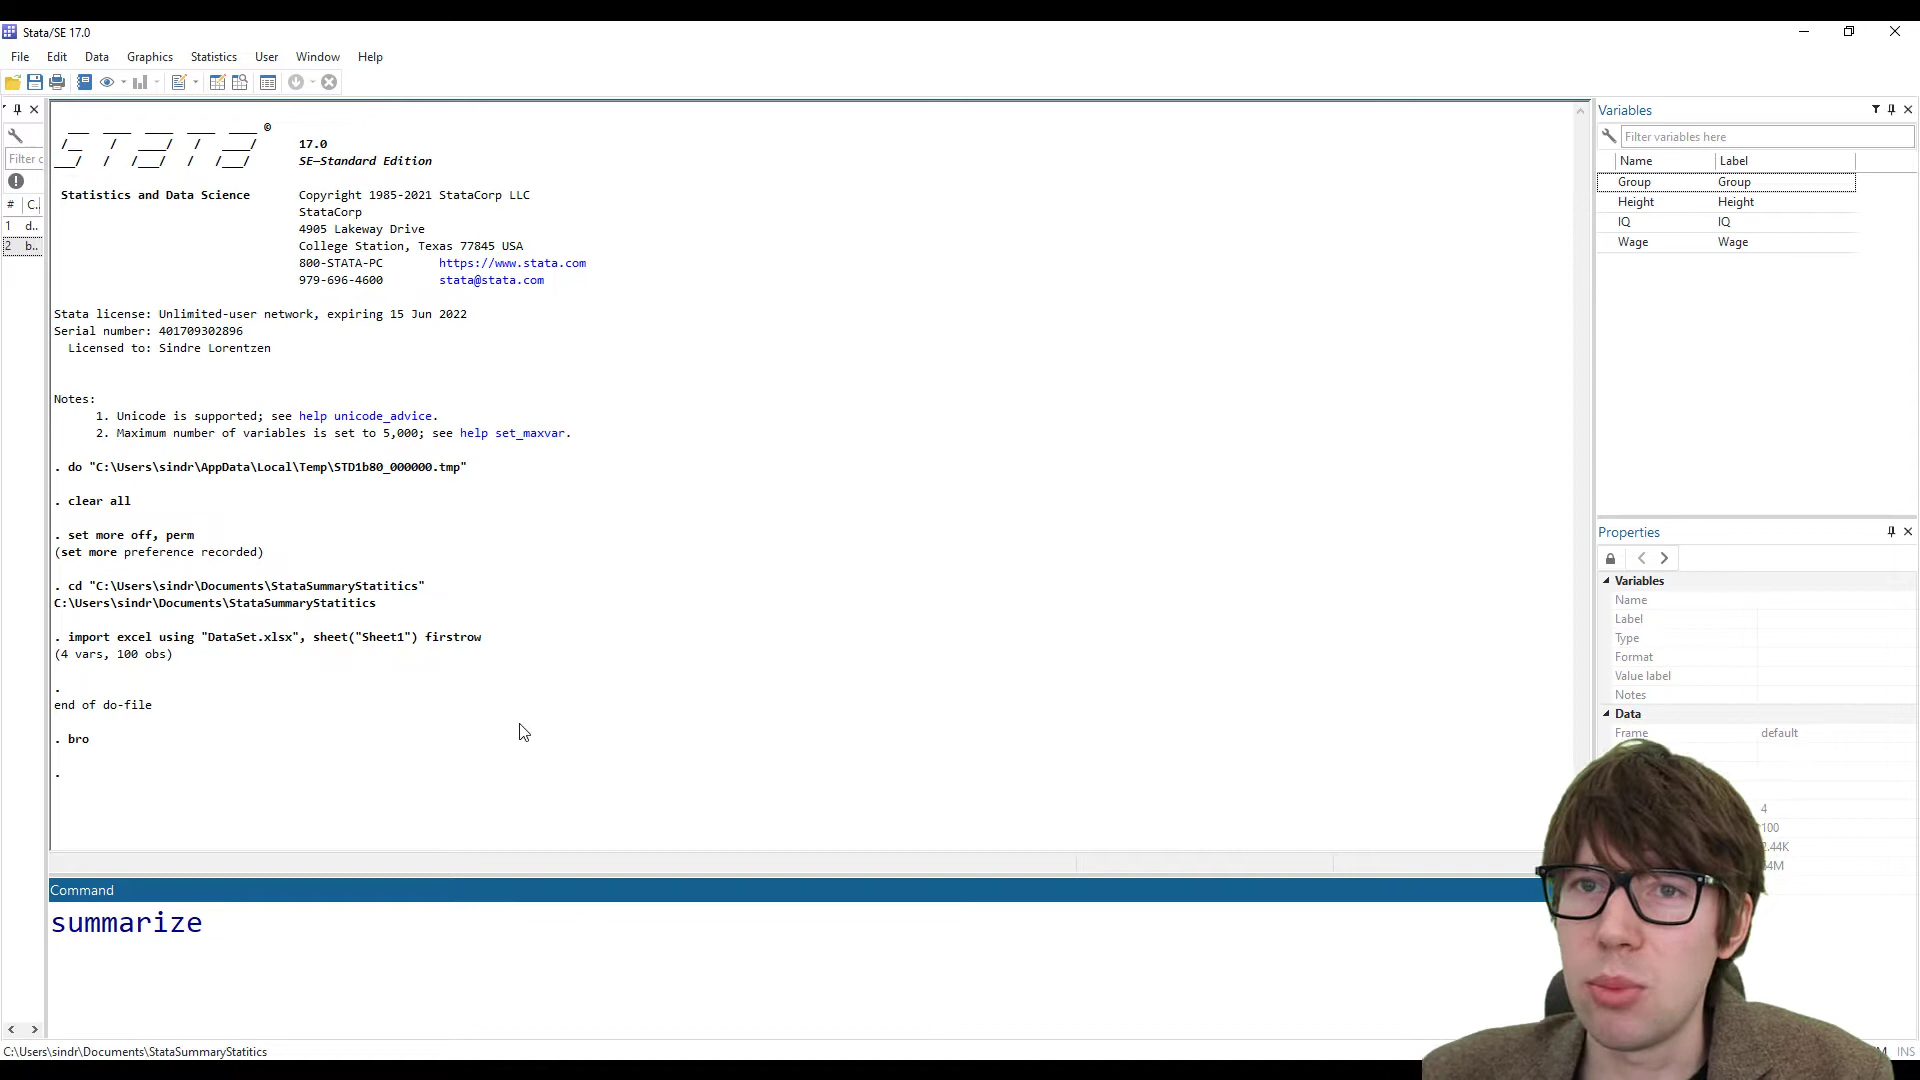 Stata/SE 17.0
File Edit Data Graphics Statistics User Window Help
©
17.0
SE—Standard Edition
Statistics and Data Science Copyright 1985-2021 StataCorp LLC
StataCorp
4905 Lakeway Drive
College Station, Texas 77845 USA
800-STATA-PC https://www.stata.com
979-696-4600 stata@stata.com
Stata license: Unlimited-user network, expiring 15 Jun 2022
Serial number: 401709302896
Licensed to: Sindre Lorentzen
Notes:
1. Unicode is supported; see help unicode_advice.
2. Maximum number of variables is set to 5,000; see help set_maxvar.
. do "C:\Users\sindr\AppData\Local\Temp\STD1b80_000000.tmp"
. clear all
. set more off, perm
(set more preference recorded)
. cd "C:\Users\sindr\Documents\StataSummaryStatitics"
C:\Users\sindr\Documents\StataSummaryStatitics
. import excel using "DataSet.xlsx", sheet("Sheet1") firstrow
(4 vars, 100 obs)
.
end of do-file
. bro
.
Command
summarize
C:\Users\sindr\Documents\StataSummaryStatitics
Filter c
# C..
1 d..
2 b..
Variables
Filter variables here
Name Label
Group Group
Height Height
IQ IQ
Wage Wage
Properties
Variables
Name
Label
Type
Format
Value label
Notes
Data
Frame default
4
100
2.44K
64M
INS